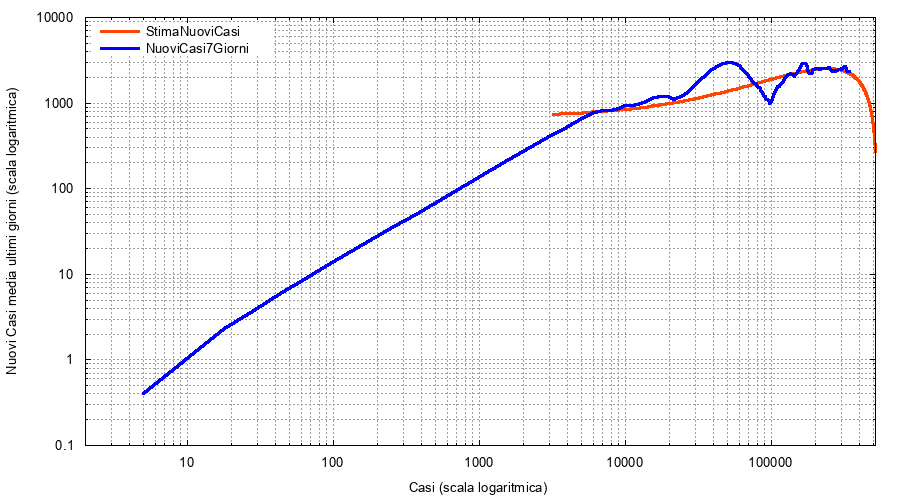 10000
1000
100
10
1
0.1
Nuovi Casi media ultimi giorni (scala logaritmica)
StimaNuoviCasi
NuoviCasi7Giorni
10 100 1000 10000 100000
Casi (scala logaritmica)